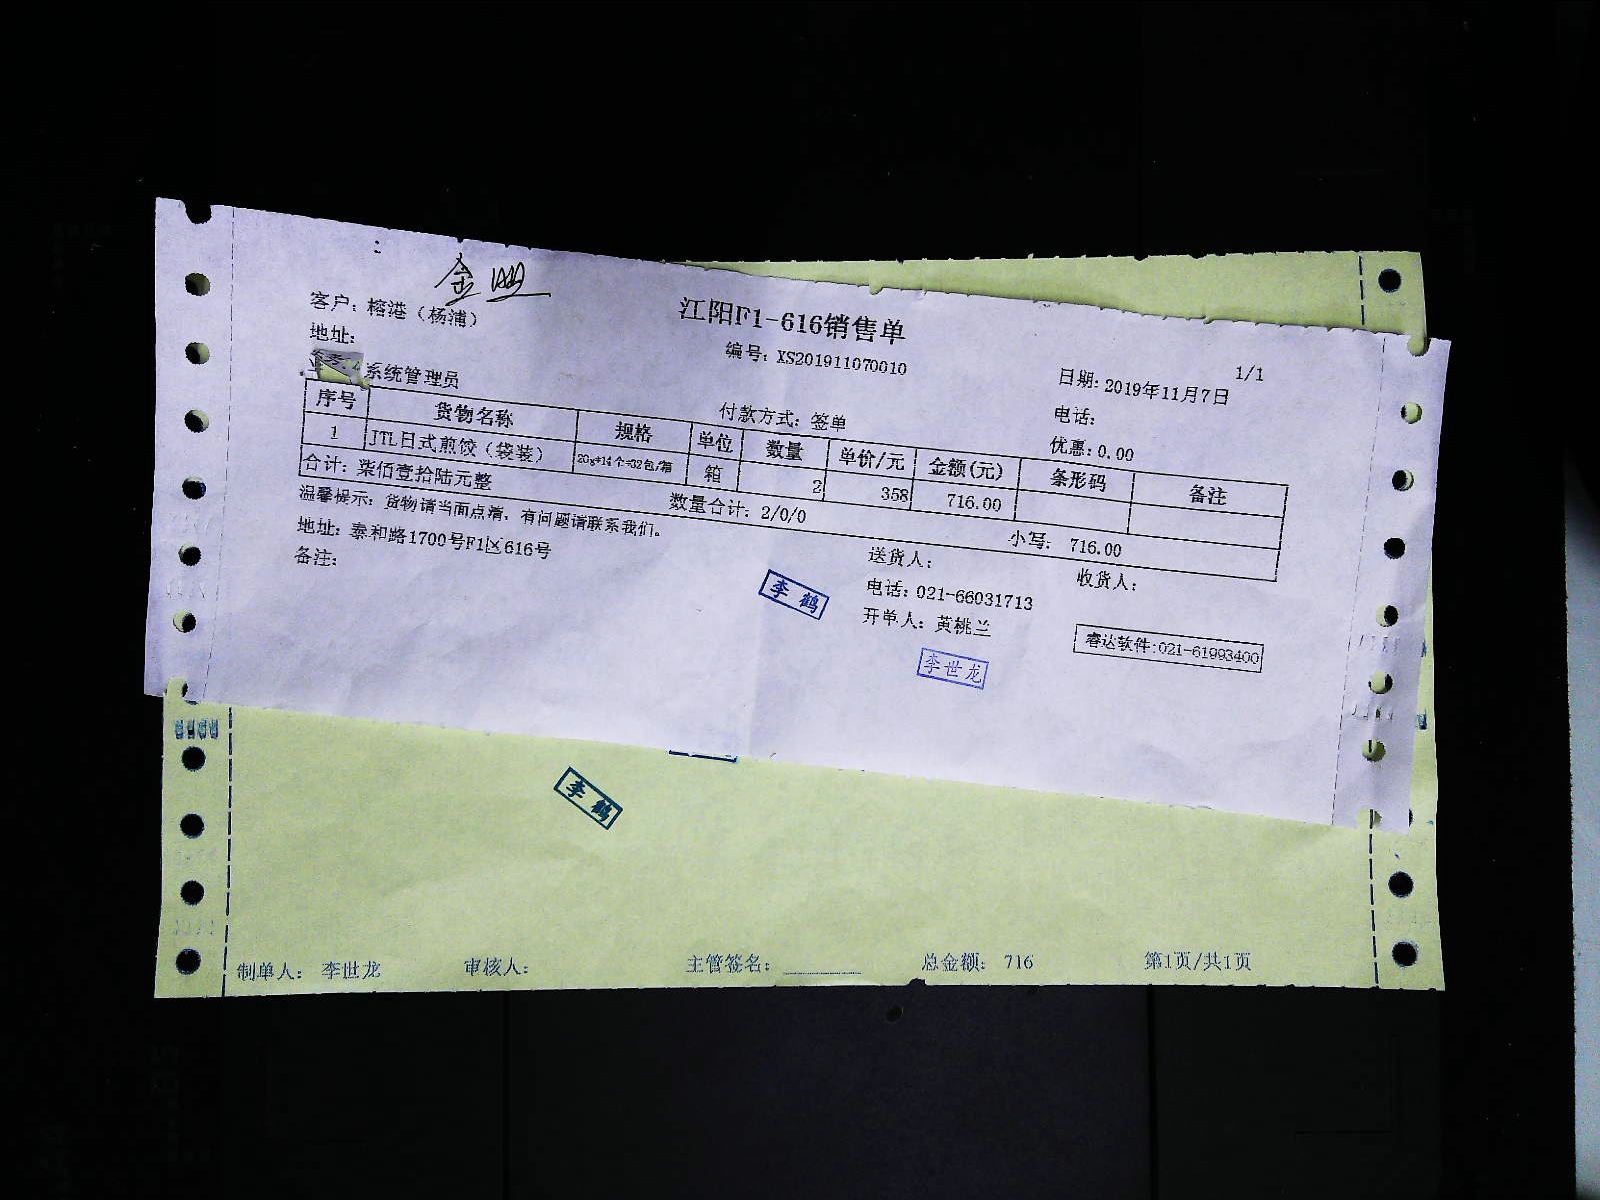 客户：榕港（杨浦）
江阳F1-616销售单
地址：
编号：XS201911070010
日期：2019年11月7日
1/1
系统管理员
付款方式：签单
电话：
优惠：0.00
序号 货物名称 规格 单位 数量 单价/元 金额(元) 条形码 备注
1 JTL日式煎饺（袋装） 20g*14个*32包/箱 箱 2 358 716.00
合计：柒佰壹拾陆元整 数量合计：2/0/0 小写：716.00
温馨提示：货物请当面点清，有问题请联系我们。 送货人： 收货人：
地址：泰和路1700号F1区616号 电话：021-66031713
备注： 开单人：黄桃兰
睿达软件:021-61993400
李鹤
李世龙
李鹤
制单人：李世龙 审核人： 主管签名： 总金额：716 第1页/共1页